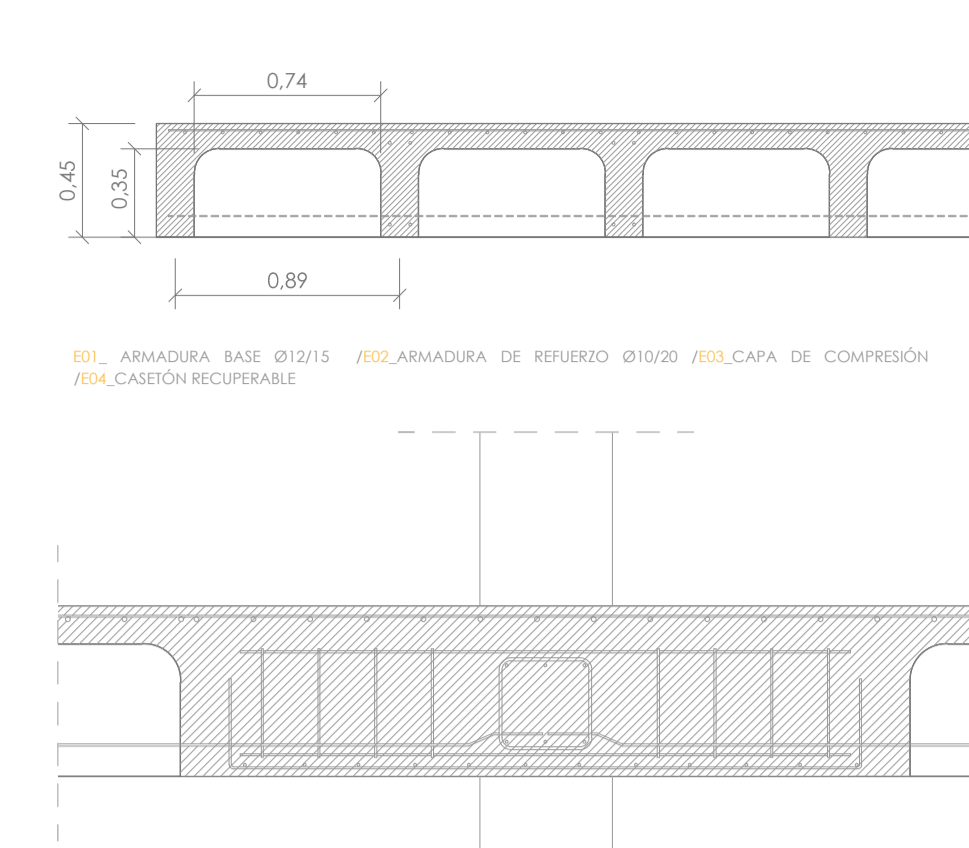 0,74
0,45
0,35
0,89
E01_ ARMADURA BASE Ø12/15 /E02_ARMADURA DE REFUERZO Ø10/20 /E03_CAPA DE COMPRESIÓN
/E04_CASETÓN RECUPERABLE